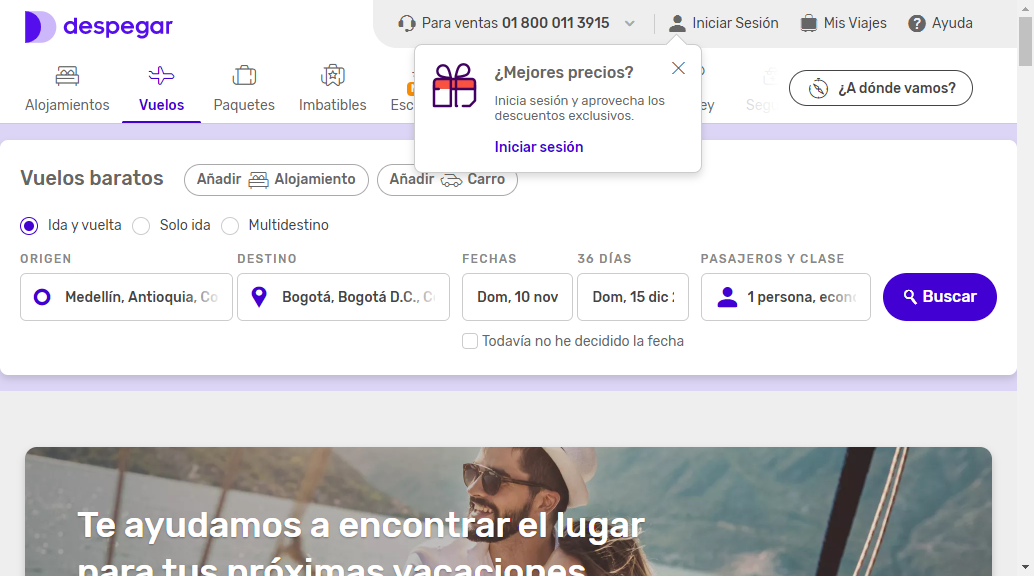 despegar
Para ventas 01 800 011 3915
Iniciar Sesión
Mis Viajes
Ayuda
Alojamientos
Vuelos
Paquetes
Imbatibles
Esc
ey
Seg
¿A dónde vamos?
¿Mejores precios?
Inicia sesión y aprovecha los
descuentos exclusivos.
Iniciar sesión
Vuelos baratos
Añadir Alojamiento
Añadir Carro
Ida y vuelta
Solo ida
Multidestino
ORIGEN
DESTINO
FECHAS
36 DÍAS
PASAJEROS Y CLASE
Medellín, Antioquia, Co
Bogotá, Bogotá D.C., C
Dom, 10 nov
Dom, 15 dic
1 persona, econ
Buscar
Todavía no he decidido la fecha
Te ayudamos a encontrar el lugar
para tus próximas vacaciones